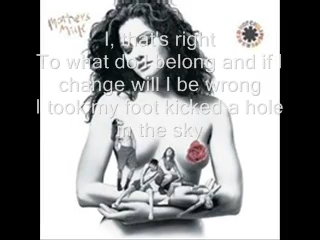 Mother's Milk
I, thats right
To what do I belong and if I
change will I be wrong
I took my foot kicked a hole
in the sky